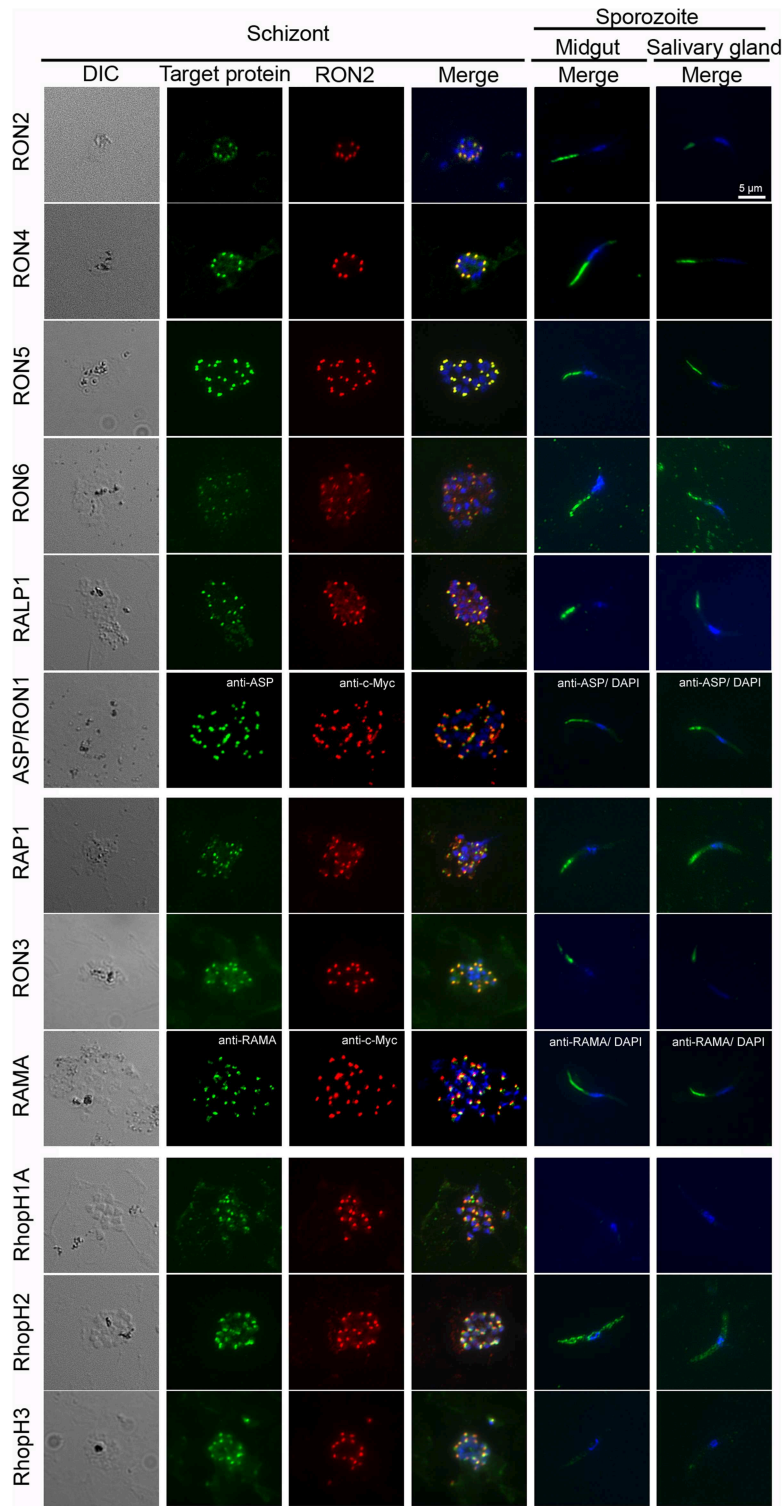 Schizont
Sporozoite
Midgut
Salivary gland
DIC
Target protein
RON2
Merge
Merge
Merge
RON2
5 µm
RON4
RON5
RON6
RALP1
ASP/RON1
anti-ASP
anti-c-Myc
anti-ASP/ DAPI
anti-ASP/ DAPI
RAP1
RON3
RAMA
anti-RAMA
anti-c-Myc
anti-RAMA/ DAPI
anti-RAMA/ DAPI
RhopH1A
RhopH2
RhopH3